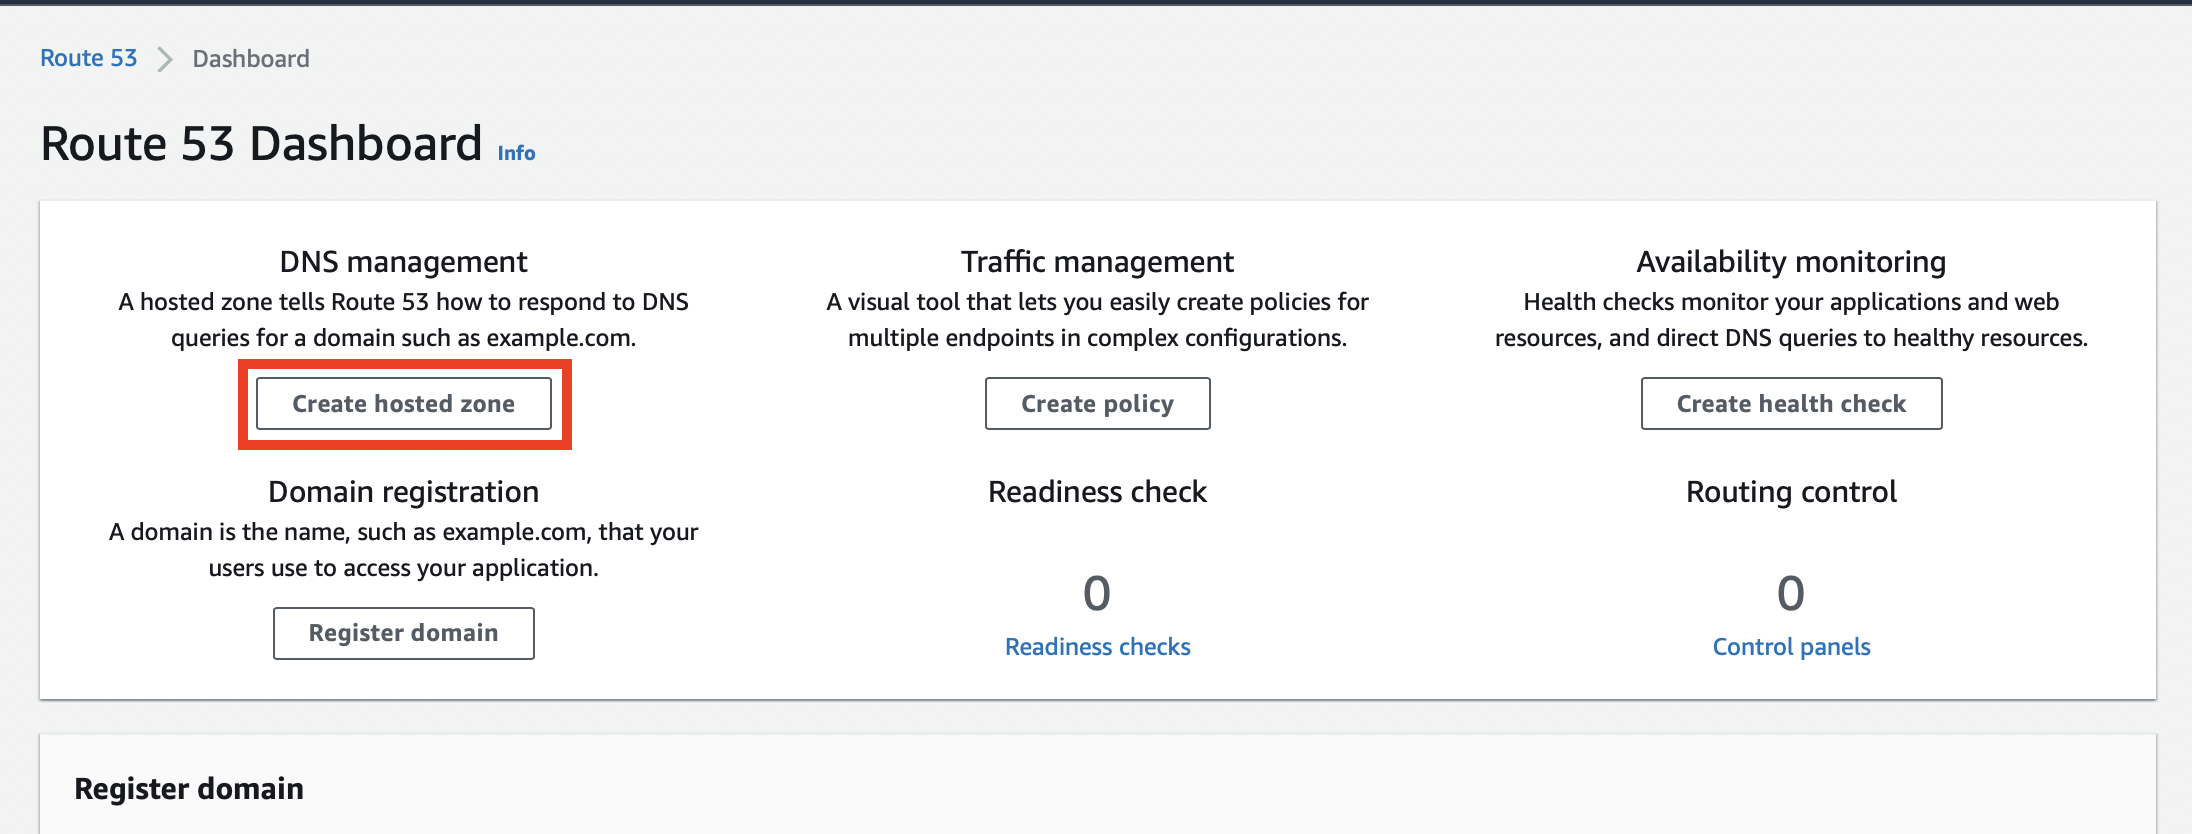 Route 53 > Dashboard
Route 53 Dashboard Info
DNS management
A hosted zone tells Route 53 how to respond to DNS
queries for a domain such as example.com.
Create hosted zone
Traffic management
A visual tool that lets you easily create policies for
multiple endpoints in complex configurations.
Create policy
Availability monitoring
Health checks monitor your applications and web
resources, and direct DNS queries to healthy resources.
Create health check
Domain registration
A domain is the name, such as example.com, that your
users use to access your application.
Register domain
Readiness check
0
Readiness checks
Routing control
0
Control panels
Register domain